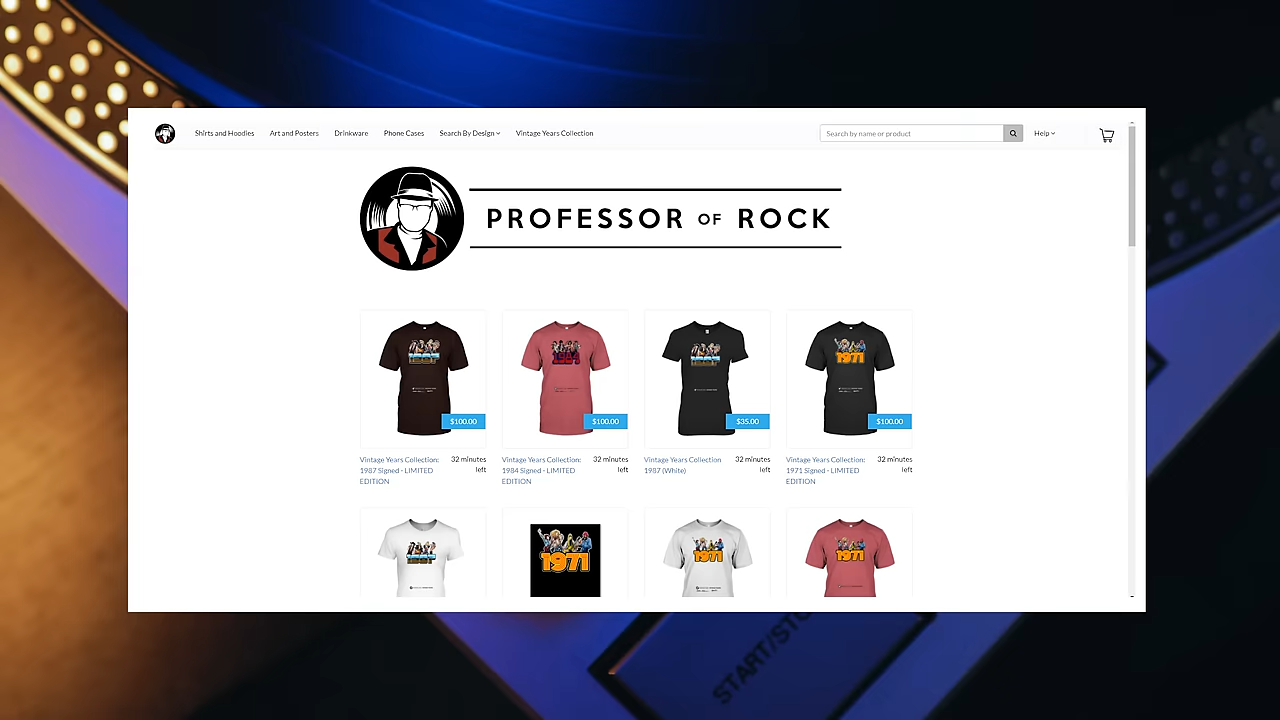 Shirts and Hoodies Art and Posters Drinkware Phone Cases Search By Design Vintage Years Collection Search by name or product Help
PROFESSOR OF ROCK
$100.00 $100.00 $35.00 $100.00
1987 1984 1987 1971
Vintage Years Collection: 1987 Signed - LIMITED EDITION
32 minutes left
Vintage Years Collection: 1984 Signed - LIMITED EDITION
32 minutes left
Vintage Years Collection 1987 (White)
32 minutes left
Vintage Years Collection: 1971 Signed - LIMITED EDITION
32 minutes left
1971 1971 1971